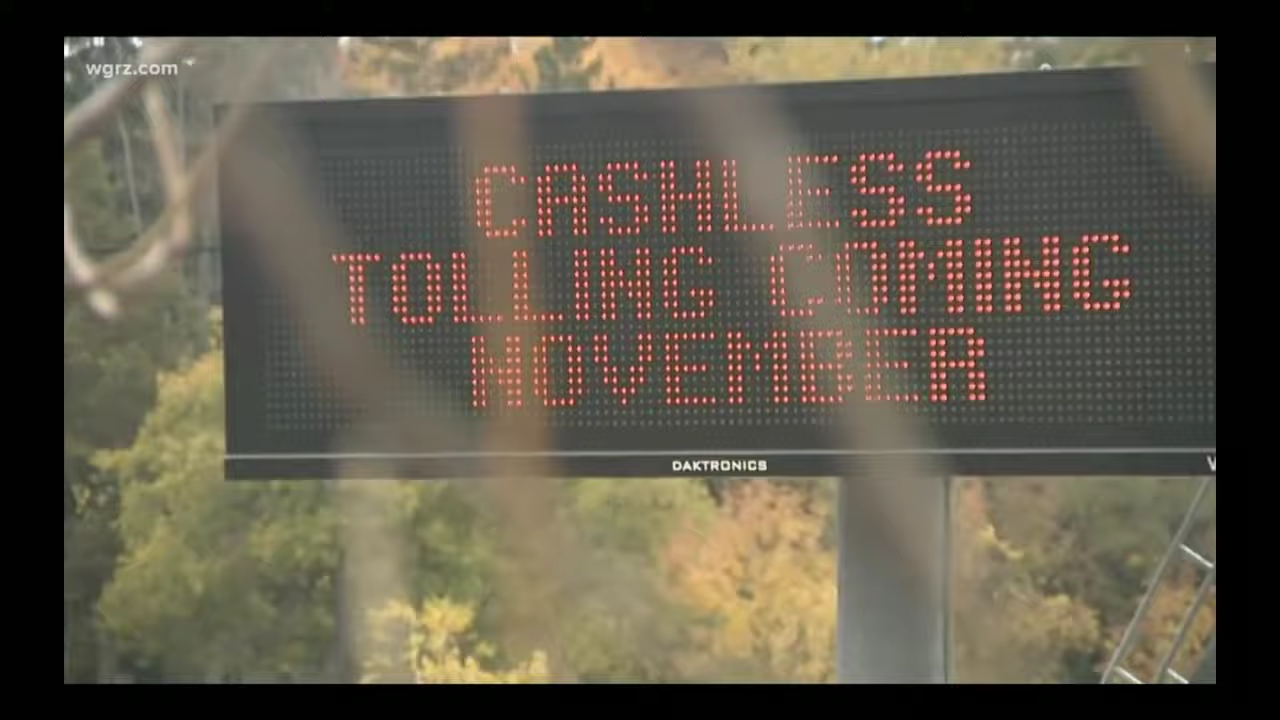 wgrz.com
CASHLESS
TOLLING COMING
NOVEMBER
DAKTRONICS